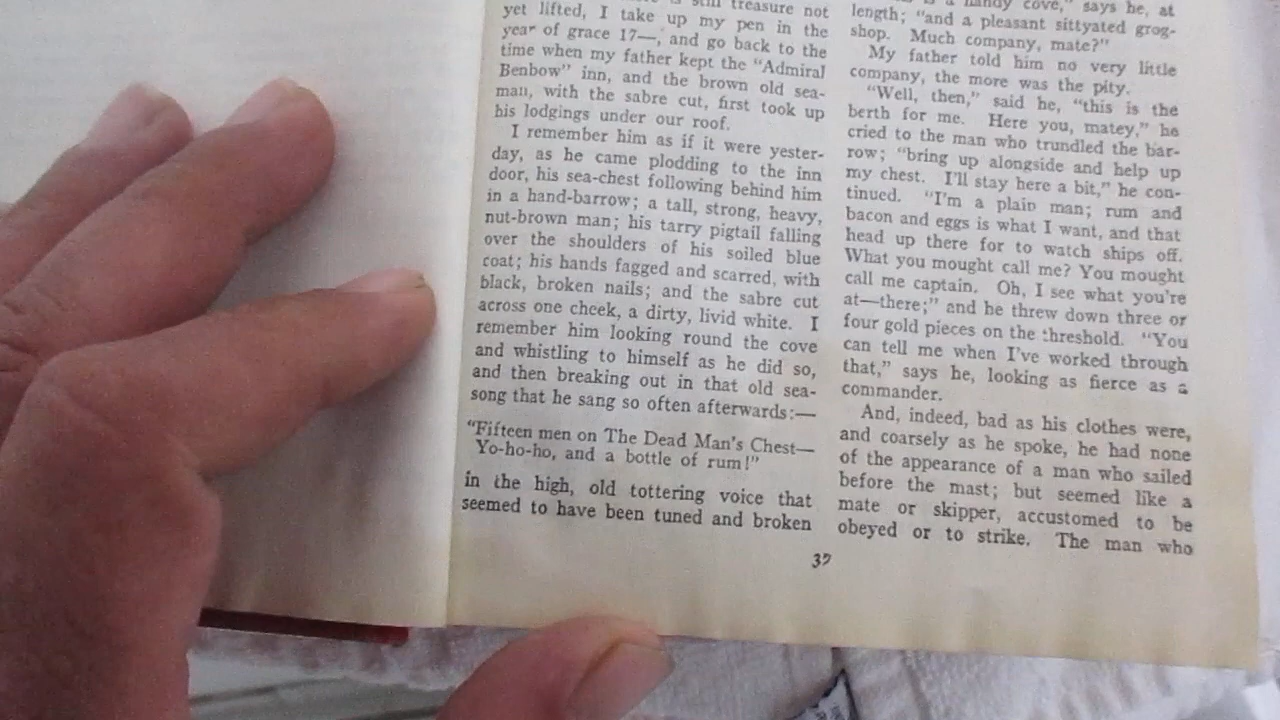 is still treasure not
yet lifted, I take up my pen in the
year of grace 17—, and go back to the
time when my father kept the “Admiral
Benbow” inn, and the brown old sea-
man, with the sabre cut, first took up
his lodgings under our roof.
I remember him as if it were yester-
day, as he came plodding to the inn
door, his sea-chest following behind him
in a hand-barrow; a tall, strong, heavy,
nut-brown man; his tarry pigtail falling
over the shoulders of his soiled blue
coat; his hands fagged and scarred, with
black, broken nails; and the sabre cut
across one cheek, a dirty, livid white. I
remember him looking round the cove
and whistling to himself as he did so,
and then breaking out in that old sea-
song that he sang so often afterwards:—
“Fifteen men on The Dead Man's Chest—
Yo-ho-ho, and a bottle of rum!”
in the high, old tottering voice that
seemed to have been tuned and broken
is a handy cove,” says he, at
length; “and a pleasant sittyated grog-
shop. Much company, mate?”
My father told him no very little
company, the more was the pity.
“Well, then,” said he, “this is the
berth for me. Here you, matey,” he
cried to the man who trundled the bar-
row; “bring up alongside and help up
my chest. I'll stay here a bit,” he con-
tinued. “I'm a plain man; rum and
bacon and eggs is what I want, and that
head up there for to watch ships off.
What you mought call me? You mought
call me captain. Oh, I see what you're
at—there;” and he threw down three or
four gold pieces on the threshold. “You
can tell me when I've worked through
that,” says he, looking as fierce as a
commander.
And, indeed, bad as his clothes were,
and coarsely as he spoke, he had none
of the appearance of a man who sailed
before the mast; but seemed like a
mate or skipper, accustomed to be
obeyed or to strike. The man who